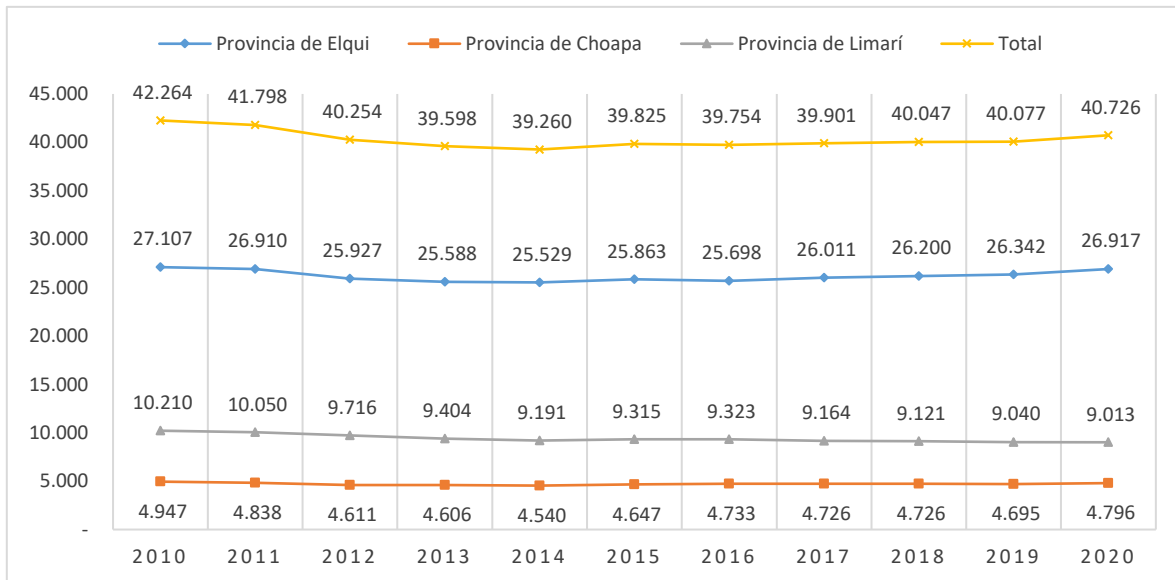 Provincia de Elqui Provincia de Choapa Provincia de Limarí Total
45.000
42.264 41.798 40.254 39.598 39.260 39.825 39.754 39.901 40.047 40.077 40.726
40.000
35.000
30.000
27.107 26.910 25.927 25.588 25.529 25.863 25.698 26.011 26.200 26.342 26.917
25.000
20.000
15.000
10.210 10.050 9.716 9.404 9.191 9.315 9.323 9.164 9.121 9.040 9.013
10.000
5.000
4.947 4.838 4.611 4.606 4.540 4.647 4.733 4.726 4.726 4.695 4.796
-
2010 2011 2012 2013 2014 2015 2016 2017 2018 2019 2020